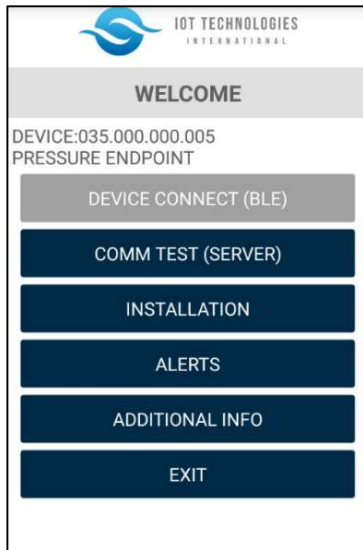 IOT TECHNOLOGIES
INTERNATIONAL
WELCOME
DEVICE:035.000.000.005
PRESSURE ENDPOINT
DEVICE CONNECT (BLE)
COMM TEST (SERVER)
INSTALLATION
ALERTS
ADDITIONAL INFO
EXIT